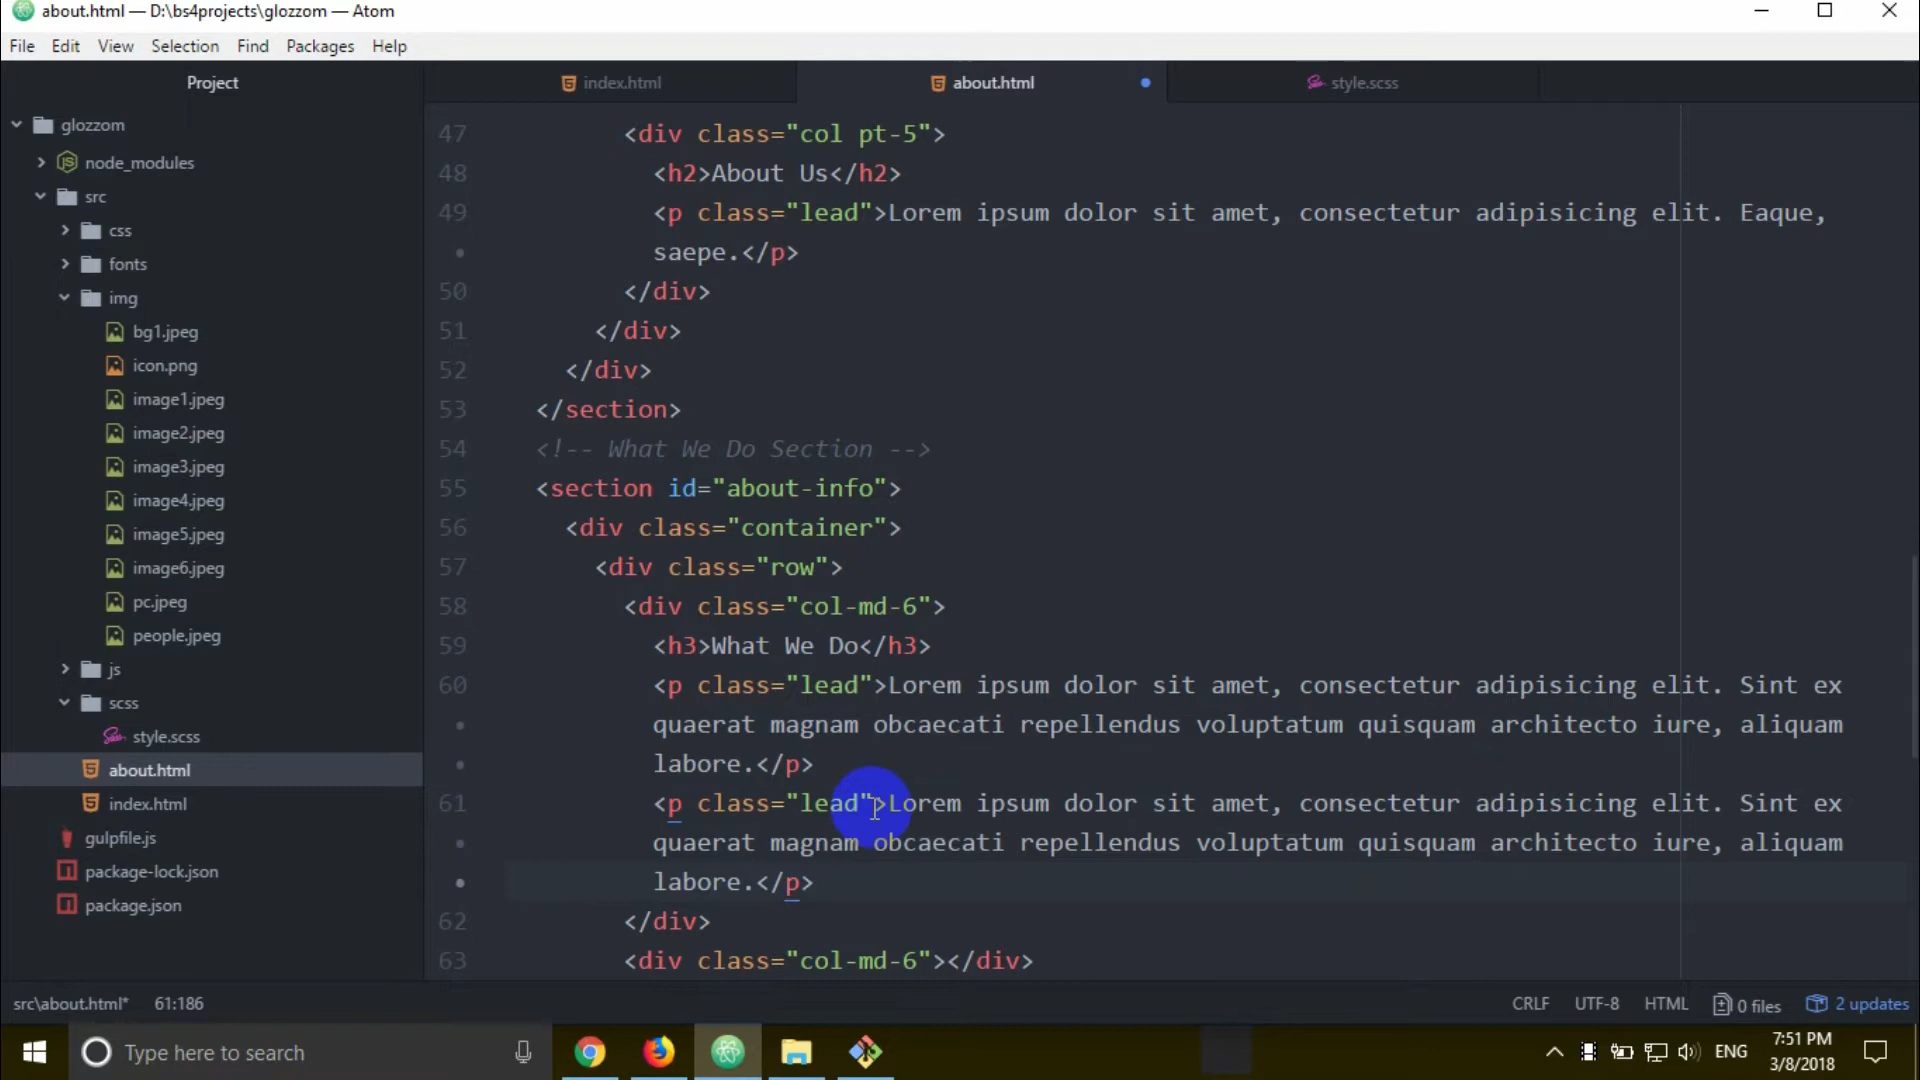 about.html — D:\bs4projects\glozzom — Atom
File Edit View Selection Find Packages Help
Project
glozzom
node_modules
src
css
fonts
img
bg1.jpeg
icon.png
image1.jpeg
image2.jpeg
image3.jpeg
image4.jpeg
image5.jpeg
image6.jpeg
pc.jpeg
people.jpeg
js
scss
style.scss
about.html
index.html
gulpfile.js
package-lock.json
package.json
index.html about.html style.scss
47 <div class="col pt-5">
48 <h2>About Us</h2>
49 <p class="lead">Lorem ipsum dolor sit amet, consectetur adipisicing elit. Eaque,
saepe.</p>
50 </div>
51 </div>
52 </div>
53 </section>
54 <!-- What We Do Section -->
55 <section id="about-info">
56 <div class="container">
57 <div class="row">
58 <div class="col-md-6">
59 <h3>What We Do</h3>
60 <p class="lead">Lorem ipsum dolor sit amet, consectetur adipisicing elit. Sint ex
quaerat magnam obcaecati repellendus voluptatum quisquam architecto iure, aliquam
labore.</p>
61 <p class="lead">Lorem ipsum dolor sit amet, consectetur adipisicing elit. Sint ex
quaerat magnam obcaecati repellendus voluptatum quisquam architecto iure, aliquam
labore.</p>
62 </div>
63 <div class="col-md-6"></div>
src\about.html* 61:186 CRLF UTF-8 HTML 0 files 2 updates
Type here to search
ENG
7:51 PM
3/8/2018